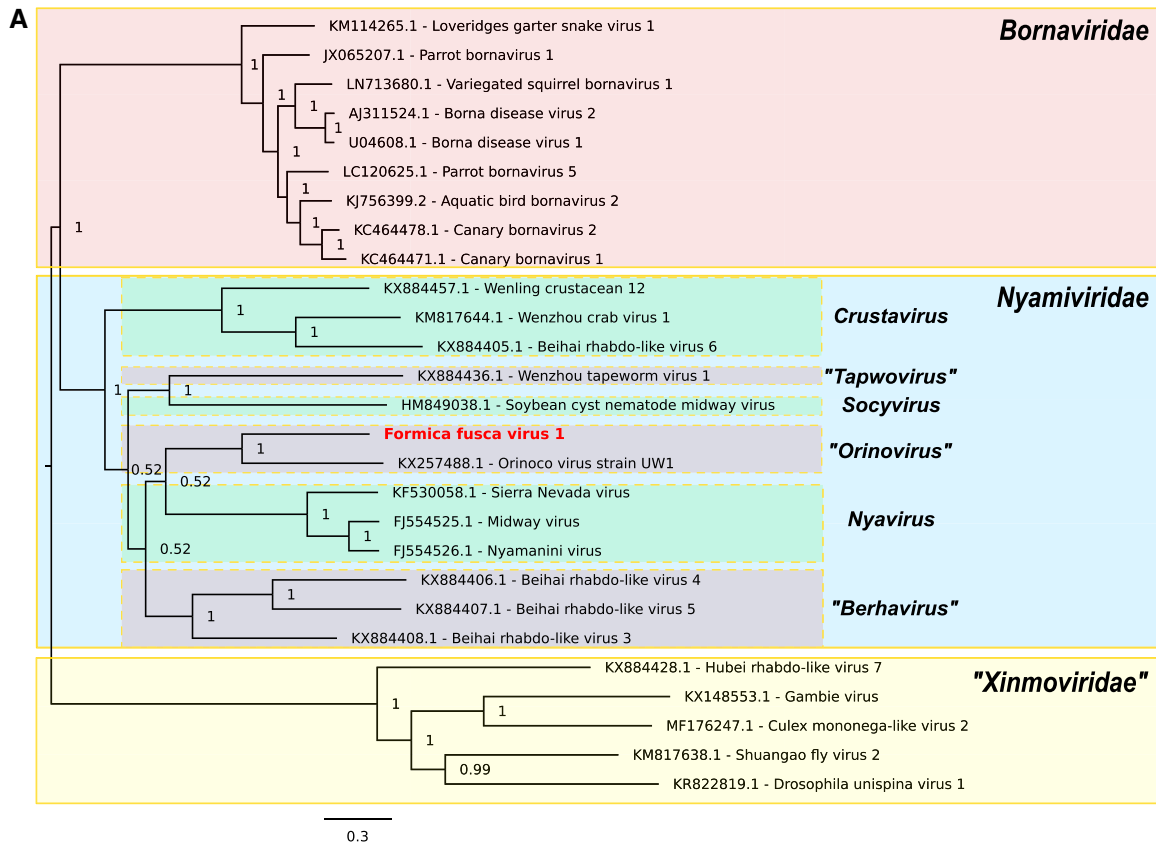 A
Bornaviridae
KM114265.1 - Loveridges garter snake virus 1
JX065207.1 - Parrot bornavirus 1
1
LN713680.1 - Variegated squirrel bornavirus 1
1
1
AJ311524.1 - Borna disease virus 2
1
U04608.1 - Borna disease virus 1
1
LC120625.1 - Parrot bornavirus 5
1
KJ756399.2 - Aquatic bird bornavirus 2
1
KC464478.1 - Canary bornavirus 2
1
KC464471.1 - Canary bornavirus 1
1
Nyamiviridae
KX884457.1 - Wenling crustacean 12
1
Crustavirus
KM817644.1 - Wenzhou crab virus 1
1
KX884405.1 - Beihai rhabdo-like virus 6
KX884436.1 - Wenzhou tapeworm virus 1
"Tapwovirus"
1
1
HM849038.1 - Soybean cyst nematode midway virus
Socyvirus
Formica fusca virus 1
1
"Orinovirus"
KX257488.1 - Orinoco virus strain UW1
0.52
0.52
KF530058.1 - Sierra Nevada virus
1
FJ554525.1 - Midway virus
Nyavirus
1
FJ554526.1 - Nyamanini virus
0.52
KX884406.1 - Beihai rhabdo-like virus 4
1
KX884407.1 - Beihai rhabdo-like virus 5
"Berhavirus"
1
KX884408.1 - Beihai rhabdo-like virus 3
KX884428.1 - Hubei rhabdo-like virus 7
"Xinmoviridae"
KX148553.1 - Gambie virus
1
1
MF176247.1 - Culex mononega-like virus 2
1
KM817638.1 - Shuangao fly virus 2
0.99
KR822819.1 - Drosophila unispina virus 1
0.3